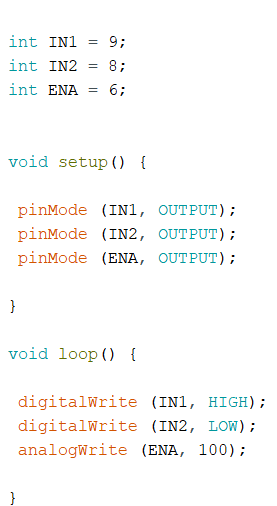 int IN1 = 9;
int IN2 = 8;
int ENA = 6;
void setup() {
pinMode (IN1, OUTPUT);
pinMode (IN2, OUTPUT);
pinMode (ENA, OUTPUT);
}
void loop() {
digitalWrite (IN1, HIGH);
digitalWrite (IN2, LOW);
analogWrite (ENA, 100);
}